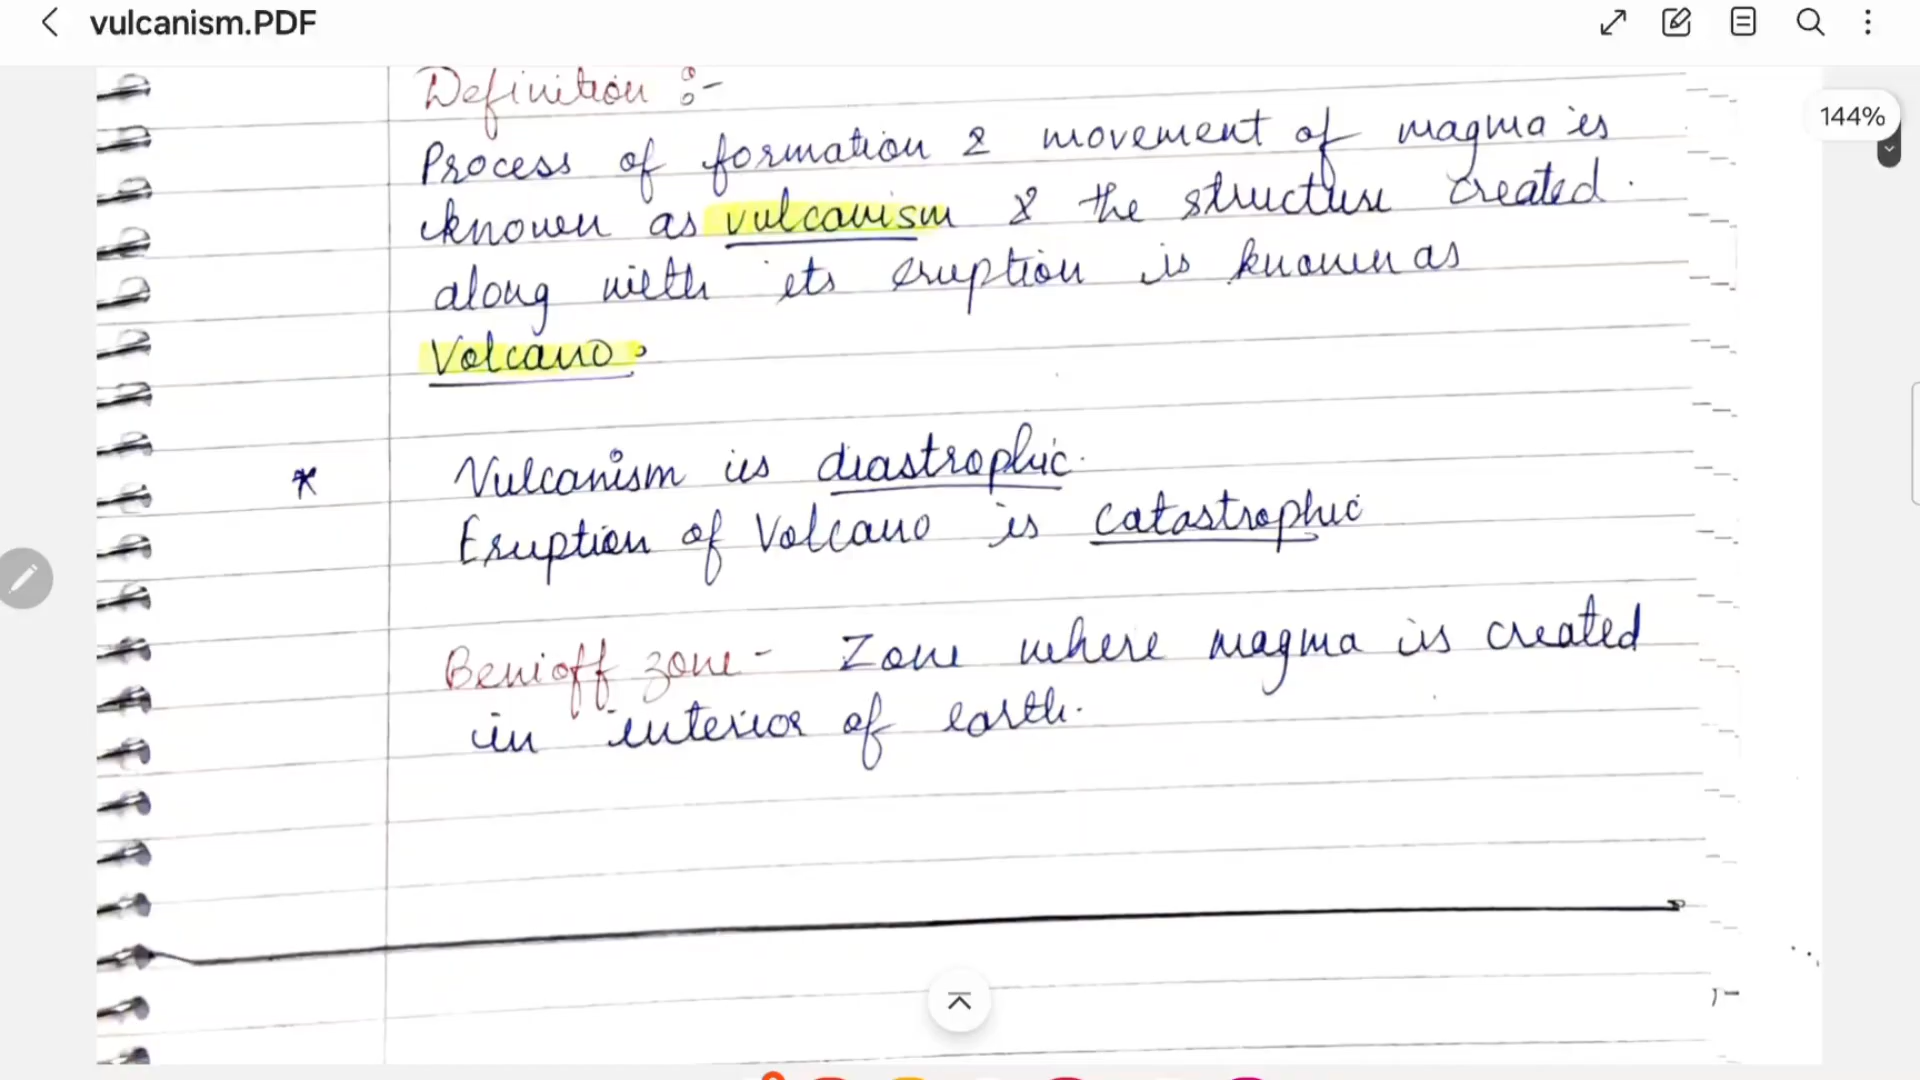 vulcanism.PDF
144%
Definition :-
Process of formation & movement of magma is
known as vulcanism & the structure created
along with its eruption is known as
Volcano.
* Vulcanism is diastrophic.
Eruption of Volcano is catastrophic
Benioff zone - Zone where magma is created
in interior of earth.